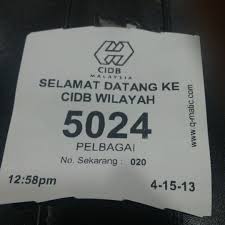 CIDB
MALAYSIA
SELAMAT DATANG KE
CIDB WILAYAH
5024
PELBAGAI
No. Sekarang : 020
12:58pm 4-15-13
www.q-matic.com